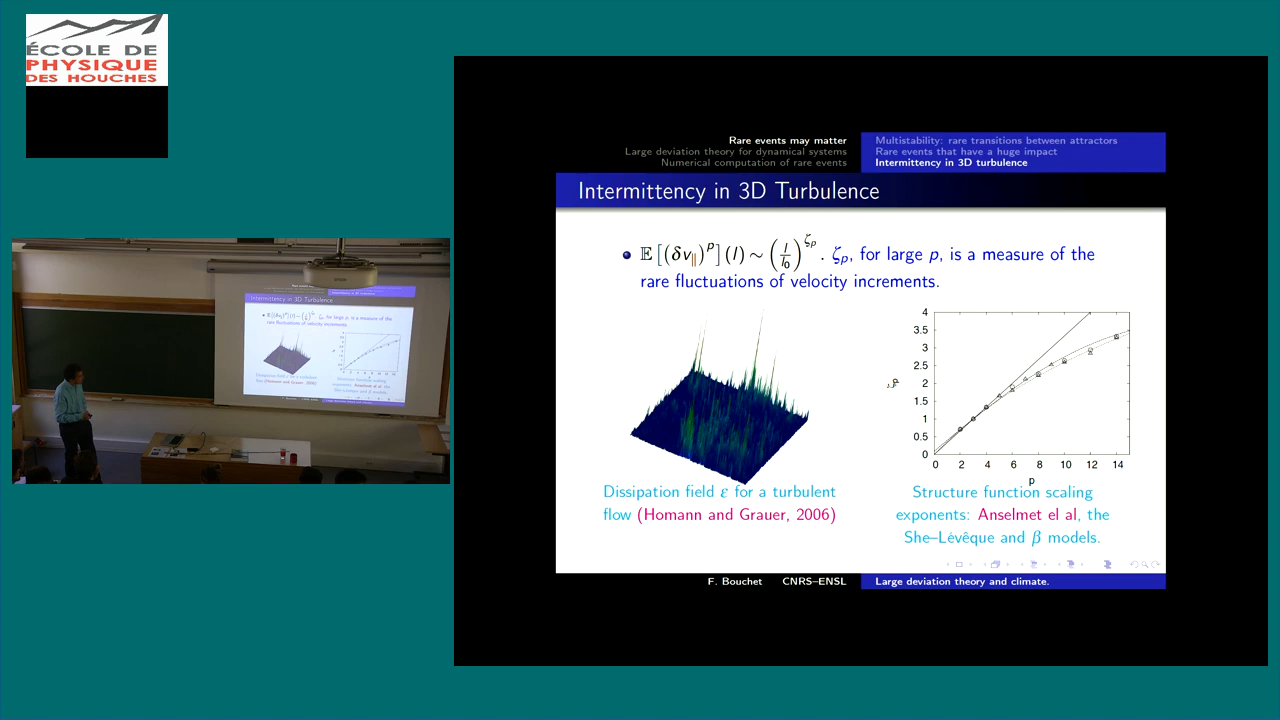 ÉCOLE DE
PHYSIQUE
DES HOUCHES
Rare events may matter
Large deviation theory for dynamical systems
Numerical computation of rare events
Multistability: rare transitions between attractors
Rare events that have a huge impact
Intermittency in 3D turbulence
Intermittency in 3D Turbulence
𝔼 [(δv∥)^p] (l) ∼ (l/l₀)^ζp . ζp, for large p, is a measure of the
rare fluctuations of velocity increments.
4
3.5
3
2.5
2
1.5
1
0.5
0
ζp
0 2 4 6 8 10 12 14
p
Dissipation field ε for a turbulent
flow (Homann and Grauer, 2006)
Structure function scaling
exponents: Anselmet el al, the
She–Lévêque and β models.
F. Bouchet CNRS–ENSL
Large deviation theory and climate.
Intermittency in 3D Turbulence